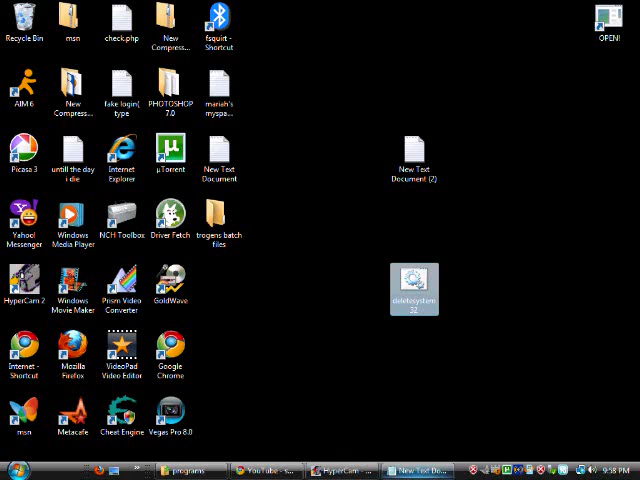 Recycle Bin
msn
check.php
New
Compress...
fsquirt -
Shortcut
OPEN!
AIM 6
New
Compress...
fake login(
type
PHOTOSHOP
7.0
mariah's
myspa...
Picasa 3
untill the day
i die
Internet
Explorer
µTorrent
New Text
Document
New Text
Document (2)
Yahoo!
Messenger
Windows
Media Player
NCH Toolbox
Driver Fetch
trogens batch
files
HyperCam 2
Windows
Movie Maker
Prism Video
Converter
GoldWave
deletesystem
32
Internet -
Shortcut
Mozilla
Firefox
VideoPad
Video Editor
Google
Chrome
msn
Metacafe
Cheat Engine
Vegas Pro 8.0
programs
YouTube - s...
HyperCam - ...
New Text Do...
9:58 PM